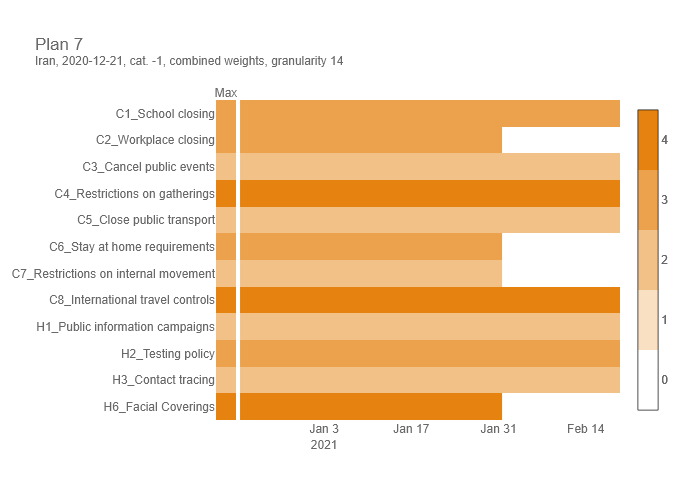 Plan 7
Iran, 2020-12-21, cat. -1, combined weights, granularity 14
Max
C1_School closing
C2_Workplace closing
C3_Cancel public events
C4_Restrictions on gatherings
C5_Close public transport
C6_Stay at home requirements
C7_Restrictions on internal movement
C8_International travel controls
H1_Public information campaigns
H2_Testing policy
H3_Contact tracing
H6_Facial Coverings
Jan 3 Jan 17 Jan 31 Feb 14
2021
4
3
2
1
0